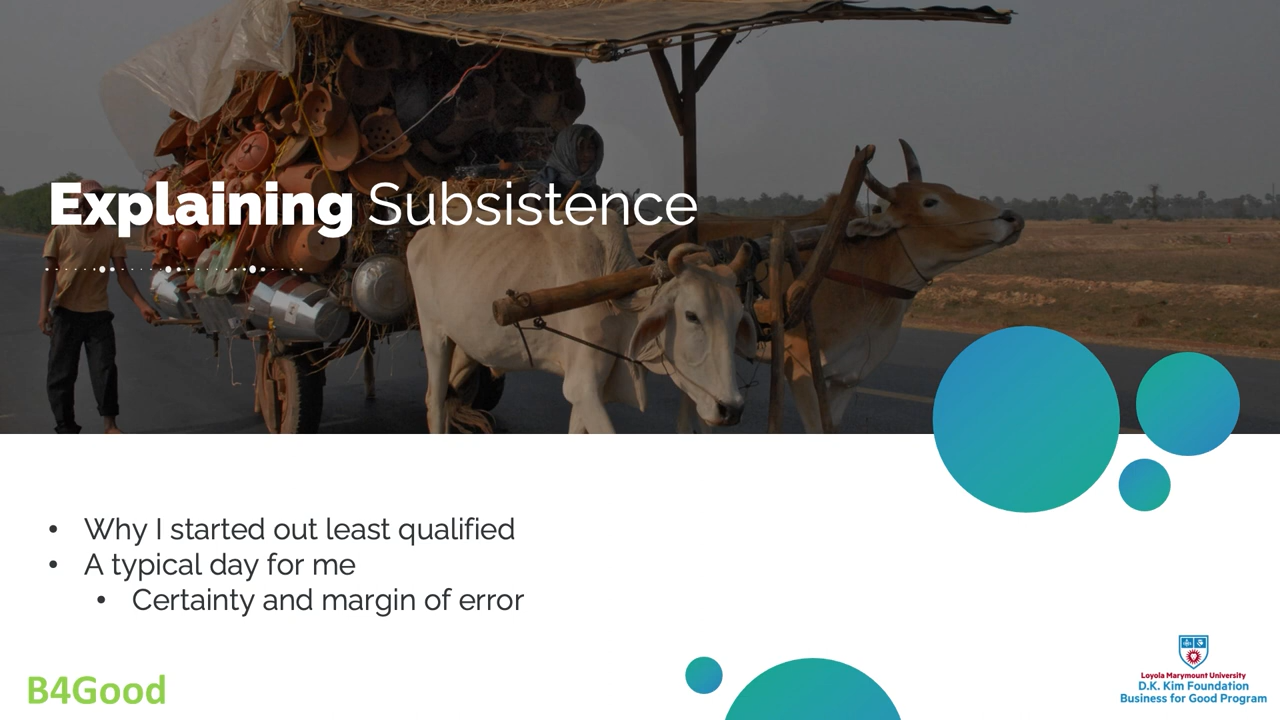 Explaining Subsistence
• Why I started out least qualified
• A typical day for me
• Certainty and margin of error
B4Good
Loyola Marymount University
D.K. Kim Foundation
Business for Good Program